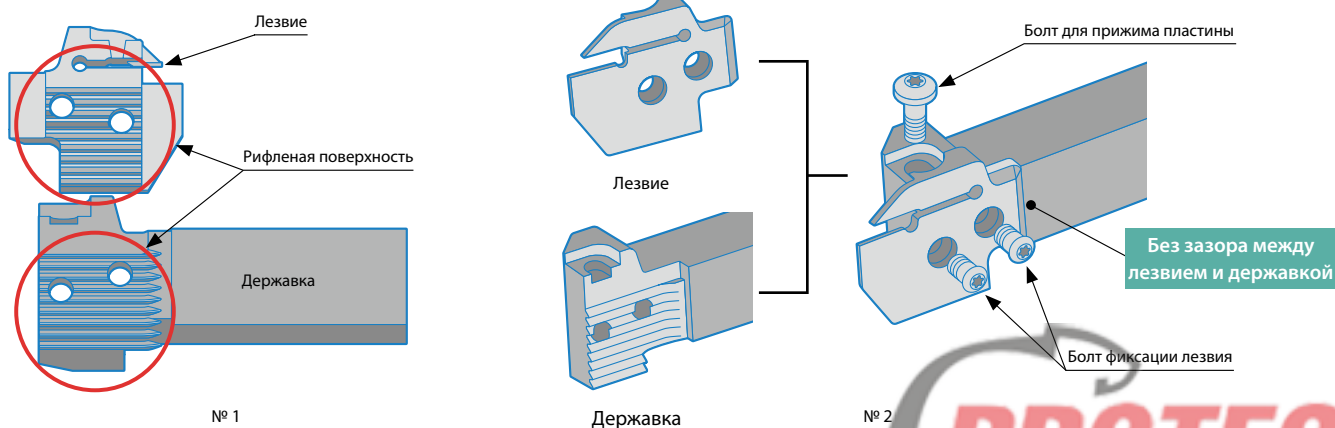 Лезвие
Рифленая поверхность
Державка
№ 1
Лезвие
Державка
Болт для прижима пластины
Без зазора между
лезвием и державкой
Болт фиксации лезвия
№ 2